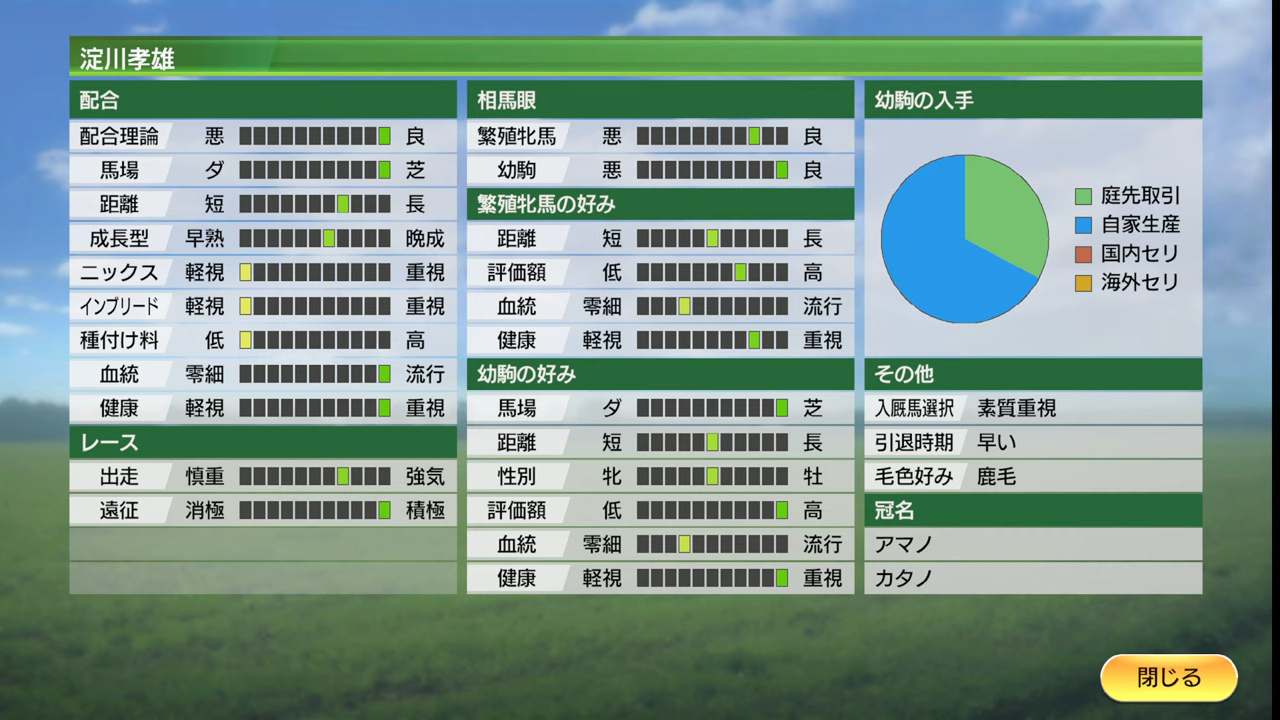 淀川孝雄
配合
配合理論 悪 良
馬場 ダ 芝
距離 短 長
成長型 早熟 晩成
ニックス 軽視 重視
インブリード 軽視 重視
種付け料 低 高
血統 零細 流行
健康 軽視 重視
レース
出走 慎重 強気
遠征 消極 積極
相馬眼
繁殖牝馬 悪 良
幼駒 悪 良
繁殖牝馬の好み
距離 短 長
評価額 低 高
血統 零細 流行
健康 軽視 重視
幼駒の好み
馬場 ダ 芝
距離 短 長
性別 牝 牡
評価額 低 高
血統 零細 流行
健康 軽視 重視
幼駒の入手
庭先取引
自家生産
国内セリ
海外セリ
その他
入厩馬選択 素質重視
引退時期 早い
毛色好み 鹿毛
冠名
アマノ
カタノ
閉じる